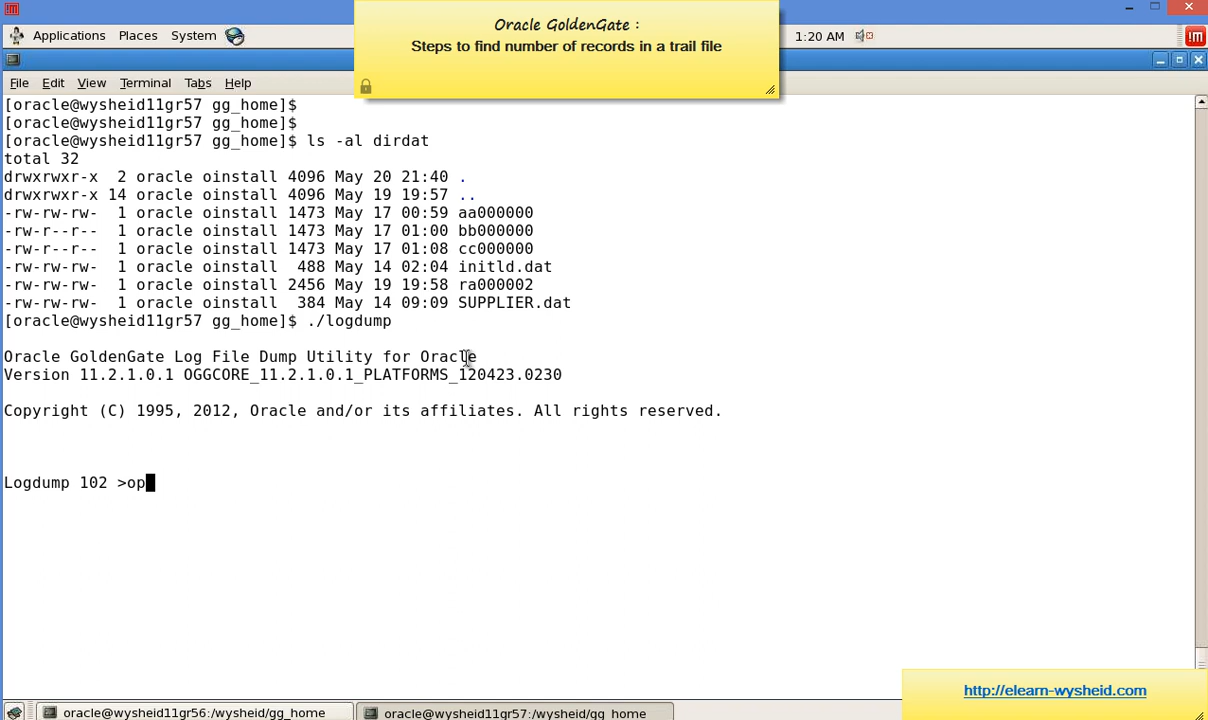 Oracle GoldenGate :
Steps to find number of records in a trail file
Applications Places System 1:20 AM
File Edit View Terminal Tabs Help
[oracle@wysheid11gr57 gg_home]$
[oracle@wysheid11gr57 gg_home]$
[oracle@wysheid11gr57 gg_home]$ ls -al dirdat
total 32
drwxrwxr-x  2 oracle oinstall 4096 May 20 21:40 .
drwxrwxr-x 14 oracle oinstall 4096 May 19 19:57 ..
-rw-rw-rw-  1 oracle oinstall 1473 May 17 00:59 aa000000
-rw-r--r--  1 oracle oinstall 1473 May 17 01:00 bb000000
-rw-r--r--  1 oracle oinstall 1473 May 17 01:08 cc000000
-rw-rw-rw-  1 oracle oinstall  488 May 14 02:04 initld.dat
-rw-rw-rw-  1 oracle oinstall 2456 May 19 19:58 ra000002
-rw-rw-rw-  1 oracle oinstall  384 May 14 09:09 SUPPLIER.dat
[oracle@wysheid11gr57 gg_home]$ ./logdump
Oracle GoldenGate Log File Dump Utility for Oracle
Version 11.2.1.0.1 OGGCORE_11.2.1.0.1_PLATFORMS_120423.0230
Copyright (C) 1995, 2012, Oracle and/or its affiliates. All rights reserved.
Logdump 102 >op
http://elearn-wysheid.com
oracle@wysheid11gr56:/wysheid/gg_home oracle@wysheid11gr57:/wysheid/gg_home